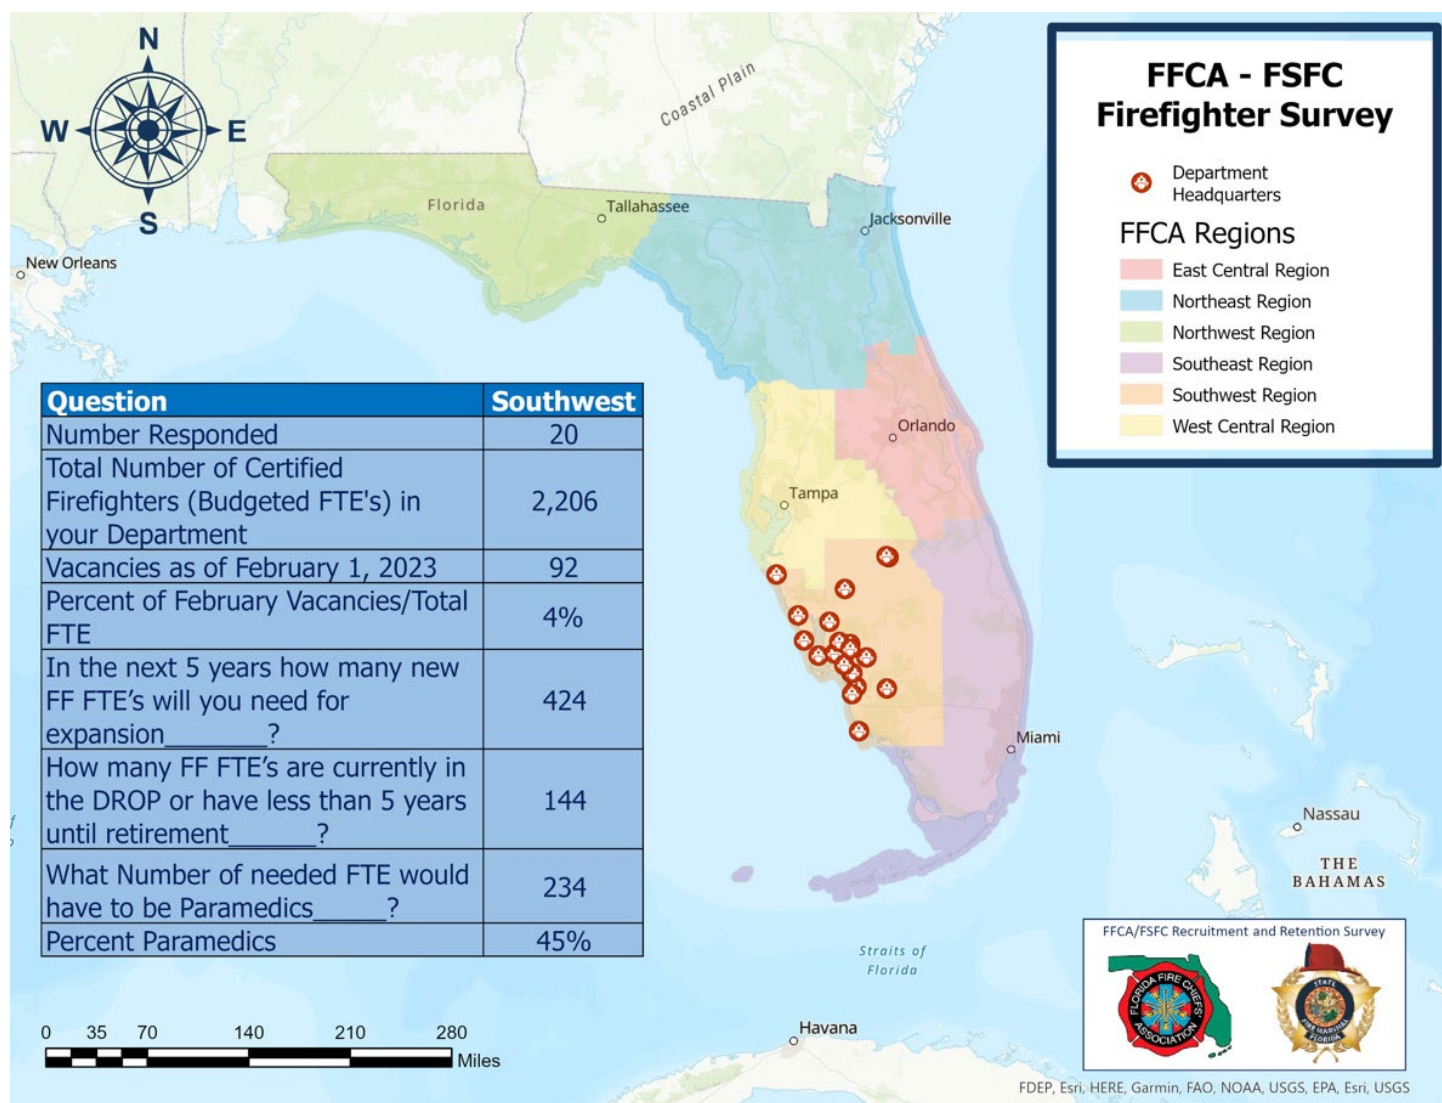 N
W
E
S
Coastal Plain
Florida
Tallahassee
Jacksonville
New Orleans
Orlando
Tampa
Miami
Nassau
THE
BAHAMAS
Straits of
Florida
Havana
FFCA - FSFC
Firefighter Survey
Department
Headquarters
FFCA Regions
East Central Region
Northeast Region
Northwest Region
Southeast Region
Southwest Region
West Central Region
Question Southwest
Number Responded 20
Total Number of Certified
Firefighters (Budgeted FTE's) in 2,206
your Department
Vacancies as of February 1, 2023 92
Percent of February Vacancies/Total 4%
FTE
In the next 5 years how many new
FF FTE’s will you need for 424
expansion_______?
How many FF FTE’s are currently in
the DROP or have less than 5 years 144
until retirement______?
What Number of needed FTE would 234
have to be Paramedics_____?
Percent Paramedics 45%
0 35 70 140 210 280
Miles
FFCA/FSFC Recruitment and Retention Survey
FLORIDA FIRE CHIEFS'
ASSOCIATION
STATE
FIRE MARSHAL
FLORIDA
FDEP, Esri, HERE, Garmin, FAO, NOAA, USGS, EPA, Esri, USGS